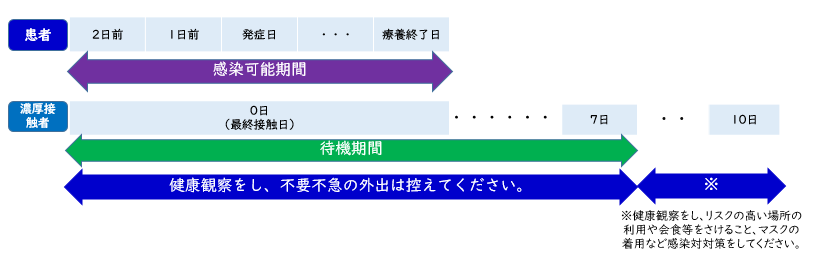 患者
2日前
1日前
発症日
・・・
療養終了日
感染可能期間
濃厚接
触者
0日
（最終接触日）
・・・・・・
7日
・・
10日
待機期間
健康観察をし、不要不急の外出は控えてください。
※
※健康観察をし、リスクの高い場所の
利用や会食等をさけること、マスクの
着用など感染対対策をしてください。